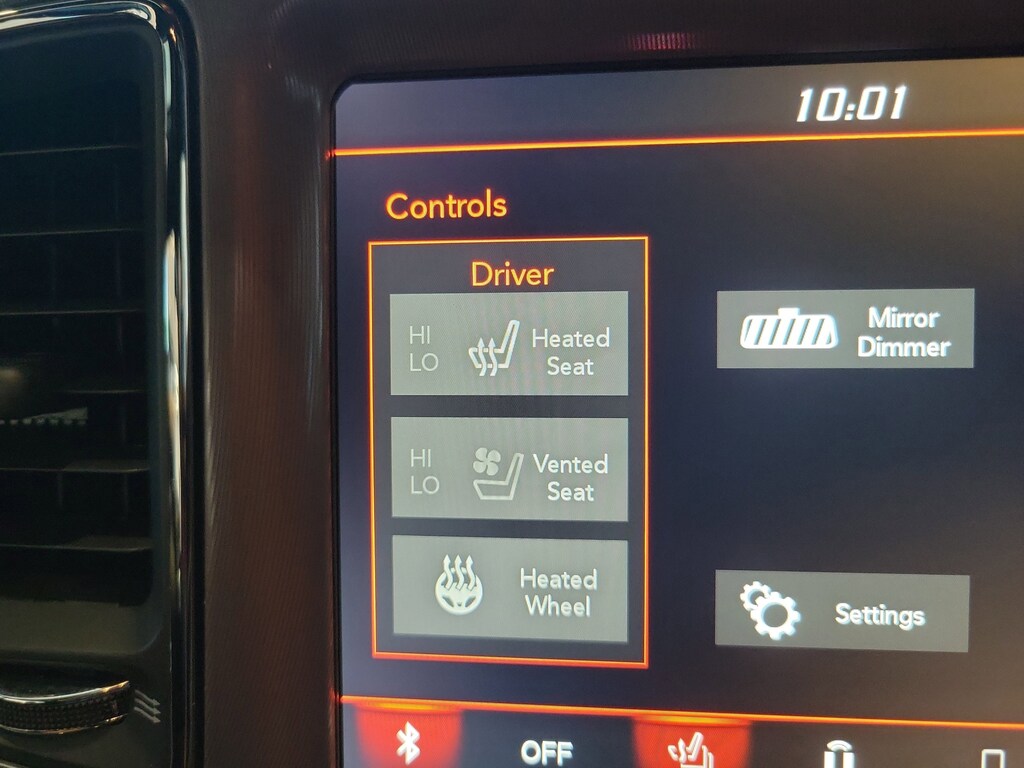 10:01
Controls
Driver
HI
LO
Heated
Seat
HI
LO
Vented
Seat
Heated
Wheel
Mirror
Dimmer
Settings
OFF